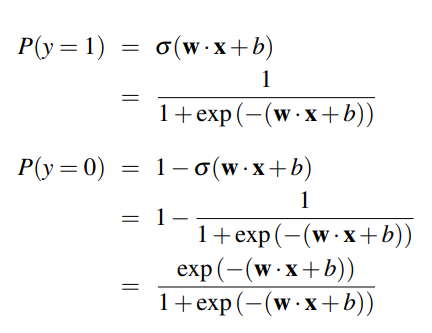 P(y = 1) = σ(w · x + b)
= 1 / (1 + exp(−(w · x + b)))
P(y = 0) = 1 − σ(w · x + b)
= 1 − 1 / (1 + exp(−(w · x + b)))
= exp(−(w · x + b)) / (1 + exp(−(w · x + b)))